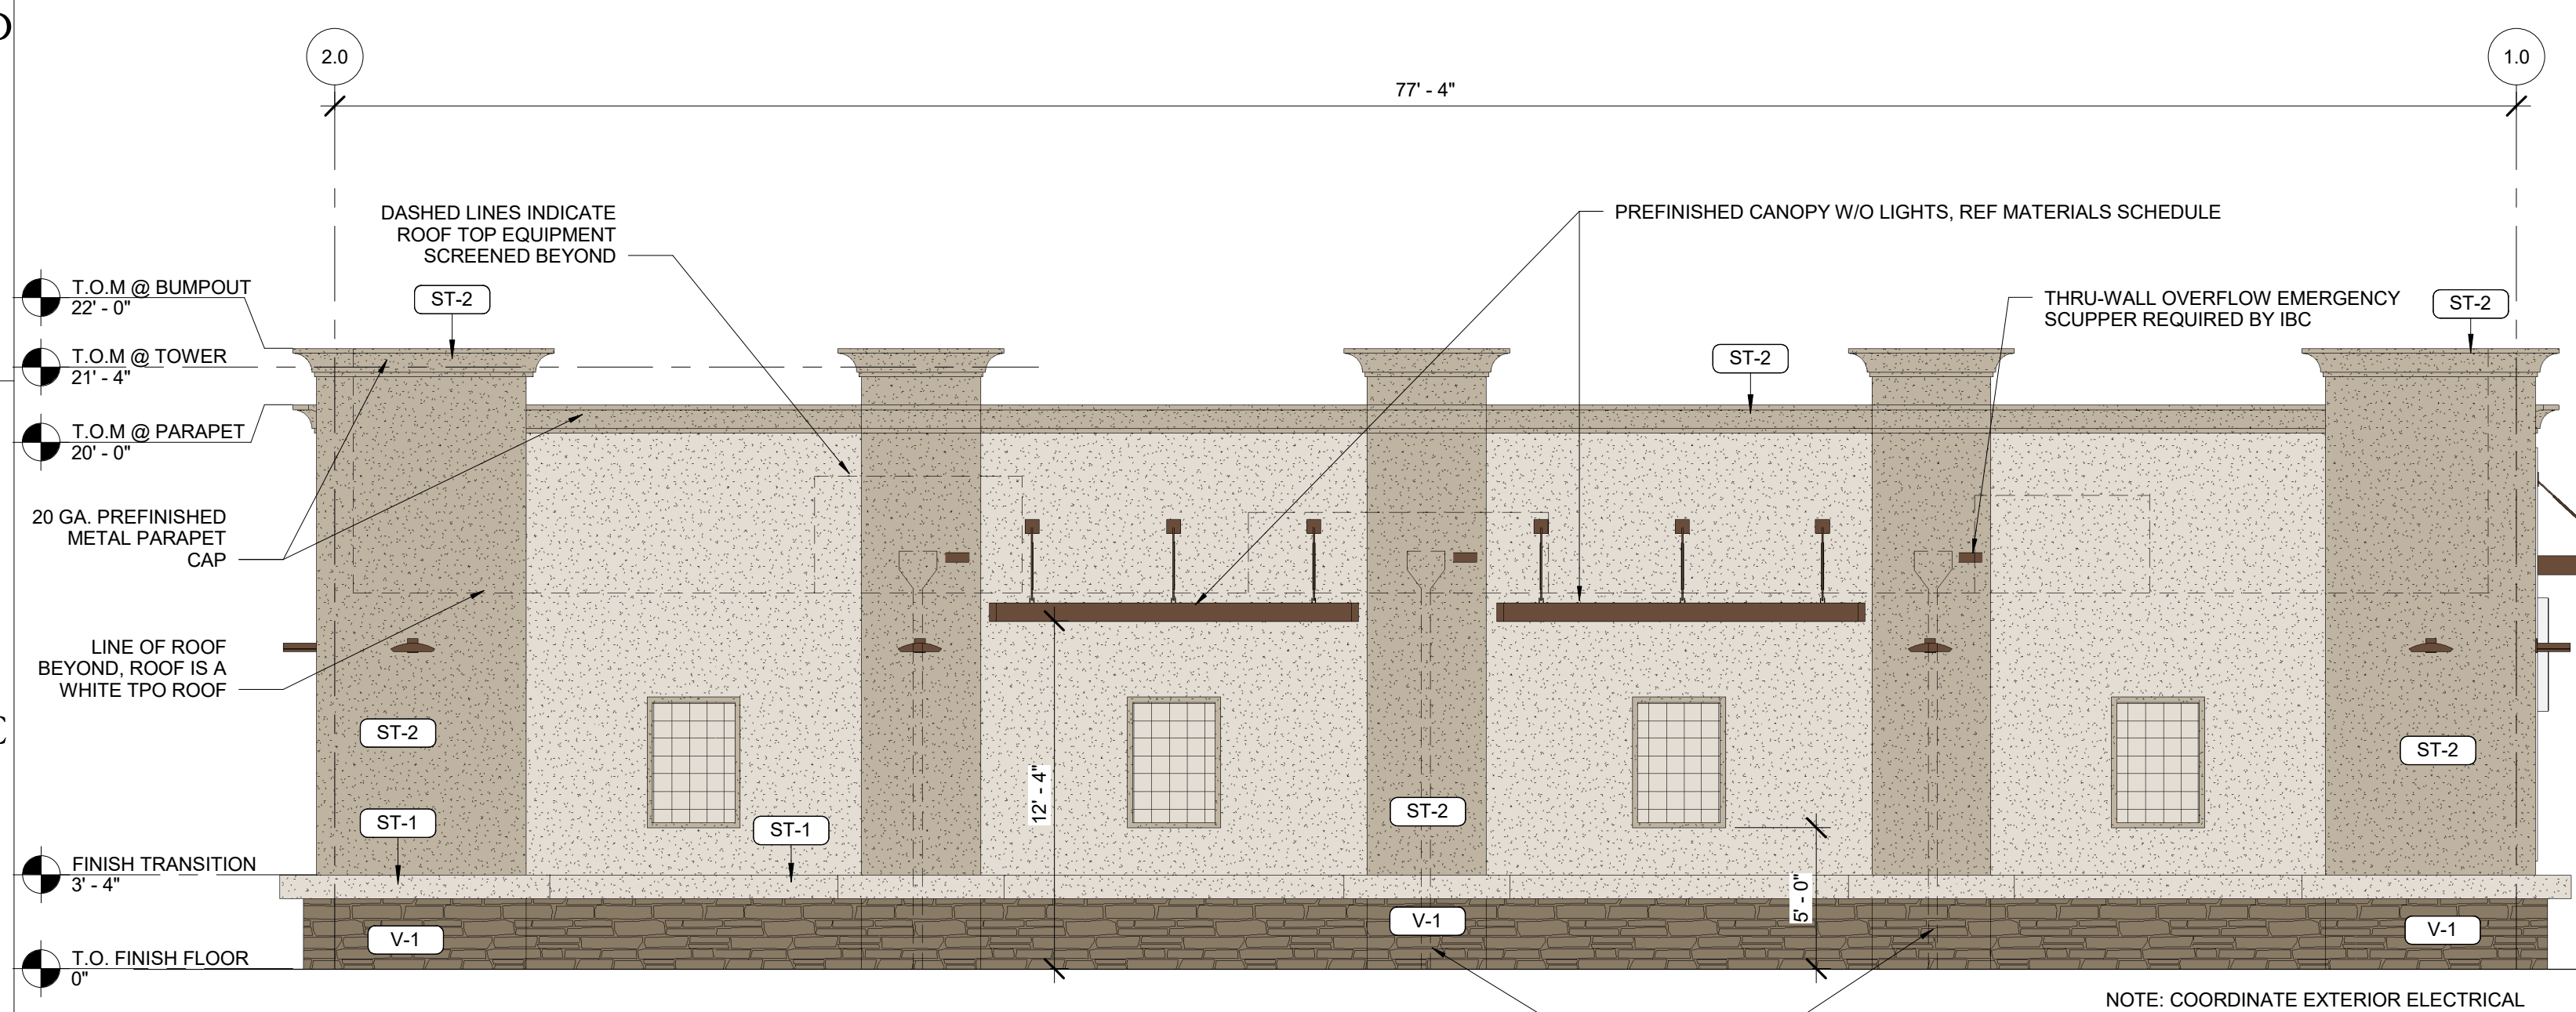 2.0
1.0
77' - 4"
DASHED LINES INDICATE
ROOF TOP EQUIPMENT
SCREENED BEYOND
PREFINISHED CANOPY W/O LIGHTS, REF MATERIALS SCHEDULE
T.O.M @ BUMPOUT
22' - 0"
ST-2
THRU-WALL OVERFLOW EMERGENCY
SCUPPER REQUIRED BY IBC
ST-2
T.O.M @ TOWER
21' - 4"
ST-2
T.O.M @ PARAPET
20' - 0"
20 GA. PREFINISHED
METAL PARAPET
CAP
LINE OF ROOF
BEYOND, ROOF IS A
WHITE TPO ROOF
ST-2
ST-2
12' - 4"
ST-1
ST-1
ST-2
FINISH TRANSITION
3' - 4"
5' - 0"
V-1
V-1
V-1
T.O. FINISH FLOOR
0"
NOTE: COORDINATE EXTERIOR ELECTRICAL